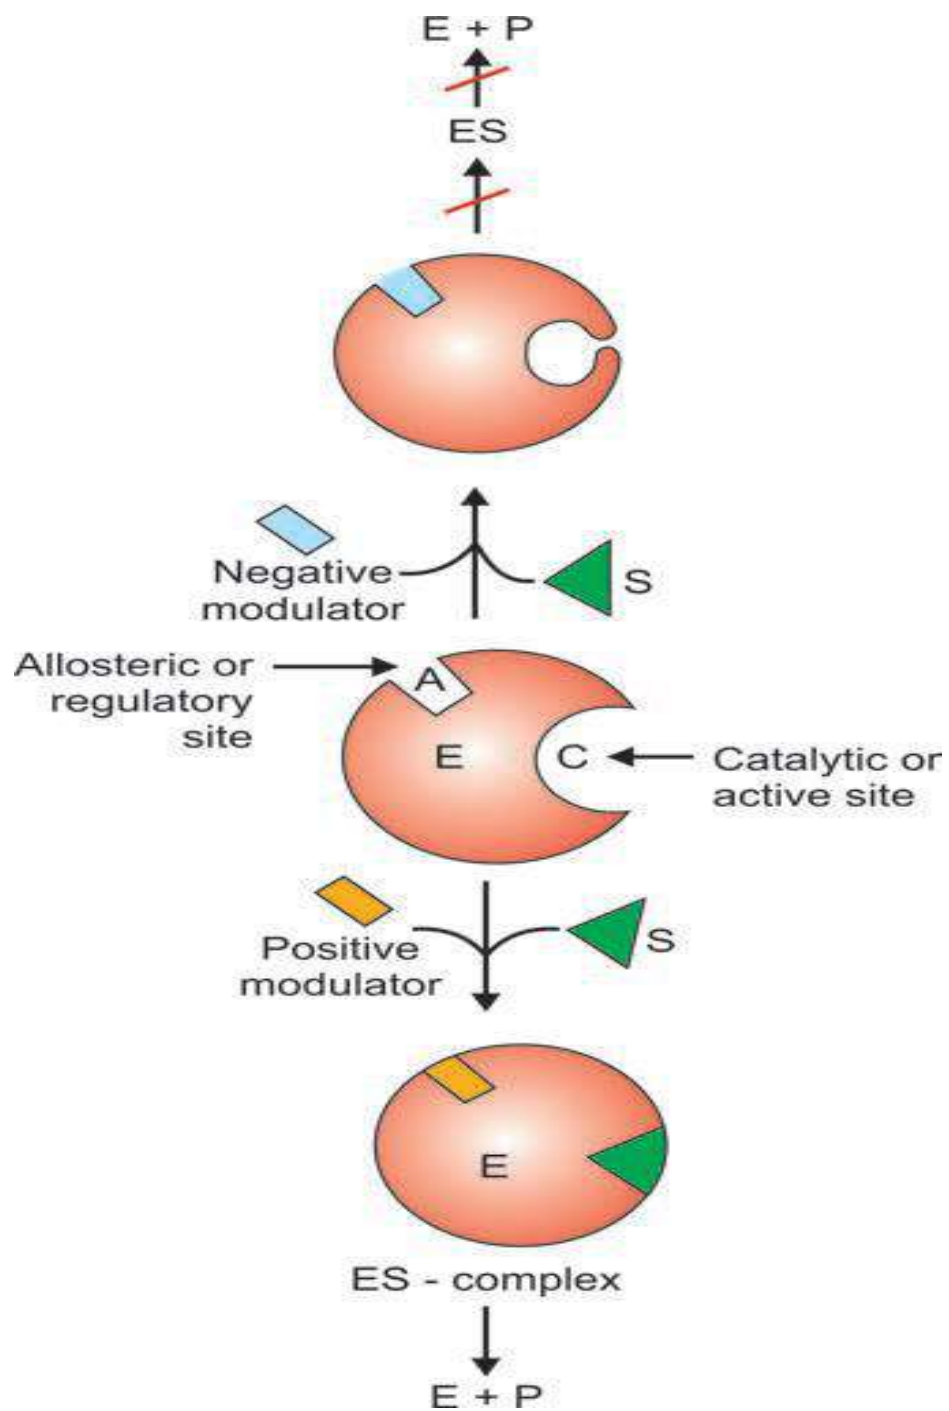 E + P
ES
Negative
modulator
S
Allosteric or
regulatory
site
A
E
C
Catalytic or
active site
Positive
modulator
S
E
ES - complex
E + P